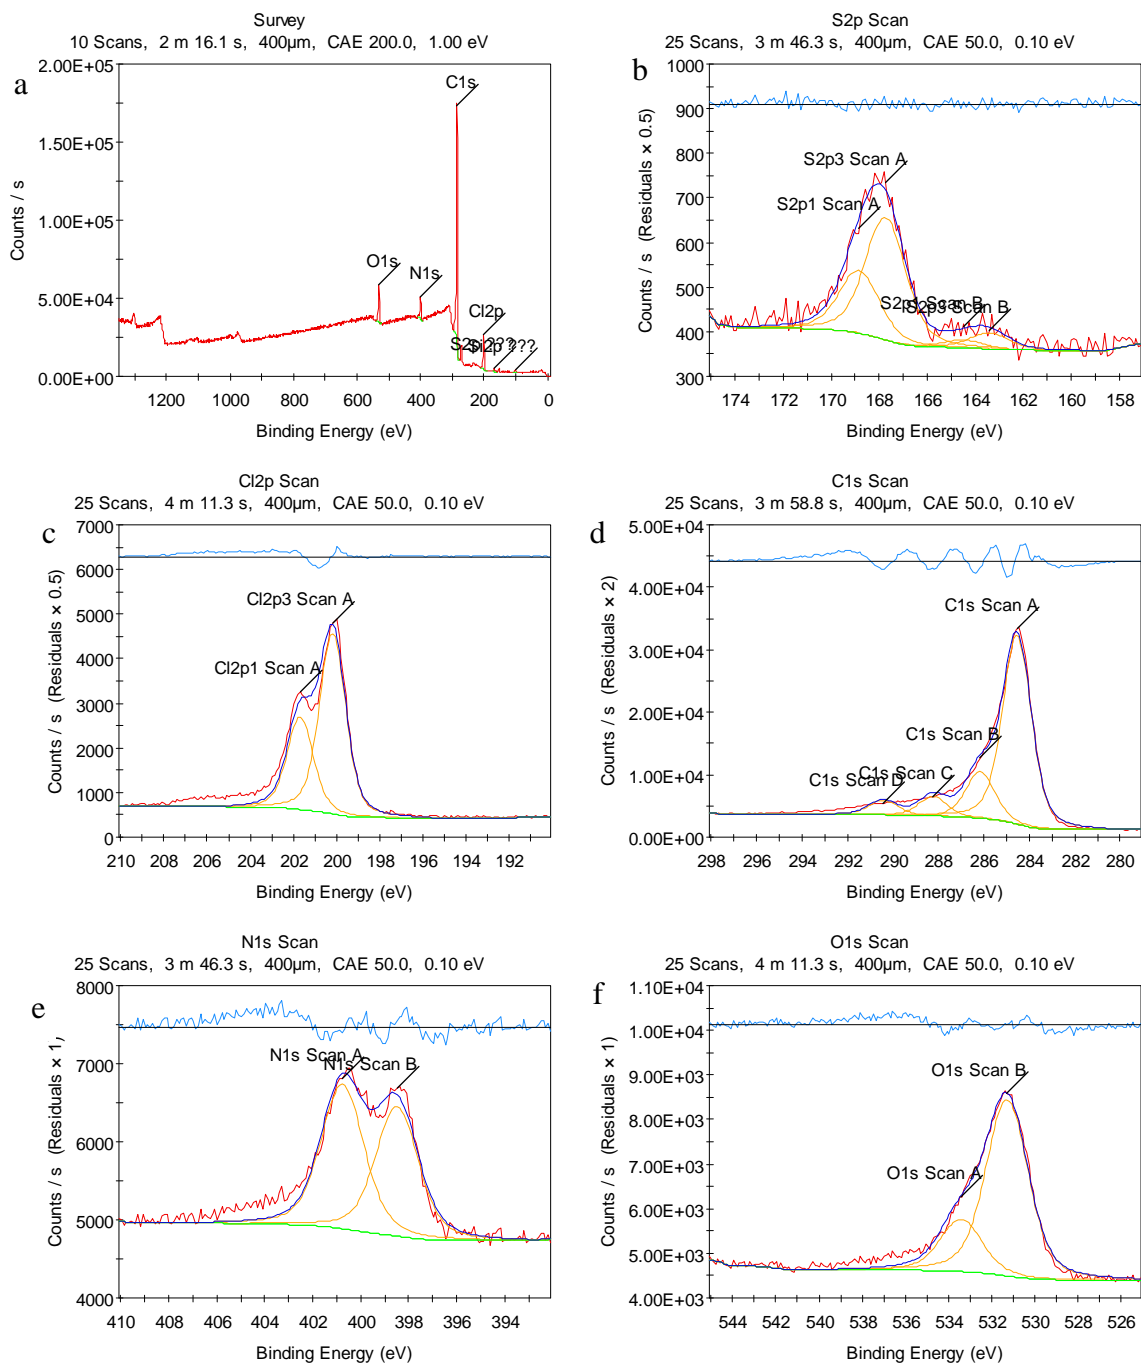 Survey
10 Scans, 2 m 16.1 s, 400µm, CAE 200.0, 1.00 eV
a
2.00E+05
1.50E+05
1.00E+05
5.00E+04
0.00E+00
Counts / s
C1s
O1s
N1s
Cl2p
S2p ???
Si2p ???
1200 1000 800 600 400 200 0
Binding Energy (eV)
S2p Scan
25 Scans, 3 m 46.3 s, 400µm, CAE 50.0, 0.10 eV
b
1000
900
800
700
600
500
400
300
Counts / s (Residuals × 0.5)
S2p3 Scan A
S2p1 Scan A
S2p1 Scan B
S2p3 Scan B
174 172 170 168 166 164 162 160 158
Binding Energy (eV)
Cl2p Scan
25 Scans, 4 m 11.3 s, 400µm, CAE 50.0, 0.10 eV
c
7000
6000
5000
4000
3000
2000
1000
0
Counts / s (Residuals × 0.5)
Cl2p3 Scan A
Cl2p1 Scan A
210 208 206 204 202 200 198 196 194 192
Binding Energy (eV)
C1s Scan
25 Scans, 3 m 58.8 s, 400µm, CAE 50.0, 0.10 eV
d
5.00E+04
4.00E+04
3.00E+04
2.00E+04
1.00E+04
0.00E+00
Counts / s (Residuals × 2)
C1s Scan A
C1s Scan B
C1s Scan C
C1s Scan D
298 296 294 292 290 288 286 284 282 280
Binding Energy (eV)
N1s Scan
25 Scans, 3 m 46.3 s, 400µm, CAE 50.0, 0.10 eV
e
8000
7000
6000
5000
4000
Counts / s (Residuals × 1)
N1s Scan A
N1s Scan B
410 408 406 404 402 400 398 396 394
Binding Energy (eV)
O1s Scan
25 Scans, 4 m 11.3 s, 400µm, CAE 50.0, 0.10 eV
f
1.10E+04
1.00E+04
9.00E+03
8.00E+03
7.00E+03
6.00E+03
5.00E+03
4.00E+03
Counts / s (Residuals × 1)
O1s Scan B
O1s Scan A
544 542 540 538 536 534 532 530 528 526
Binding Energy (eV)